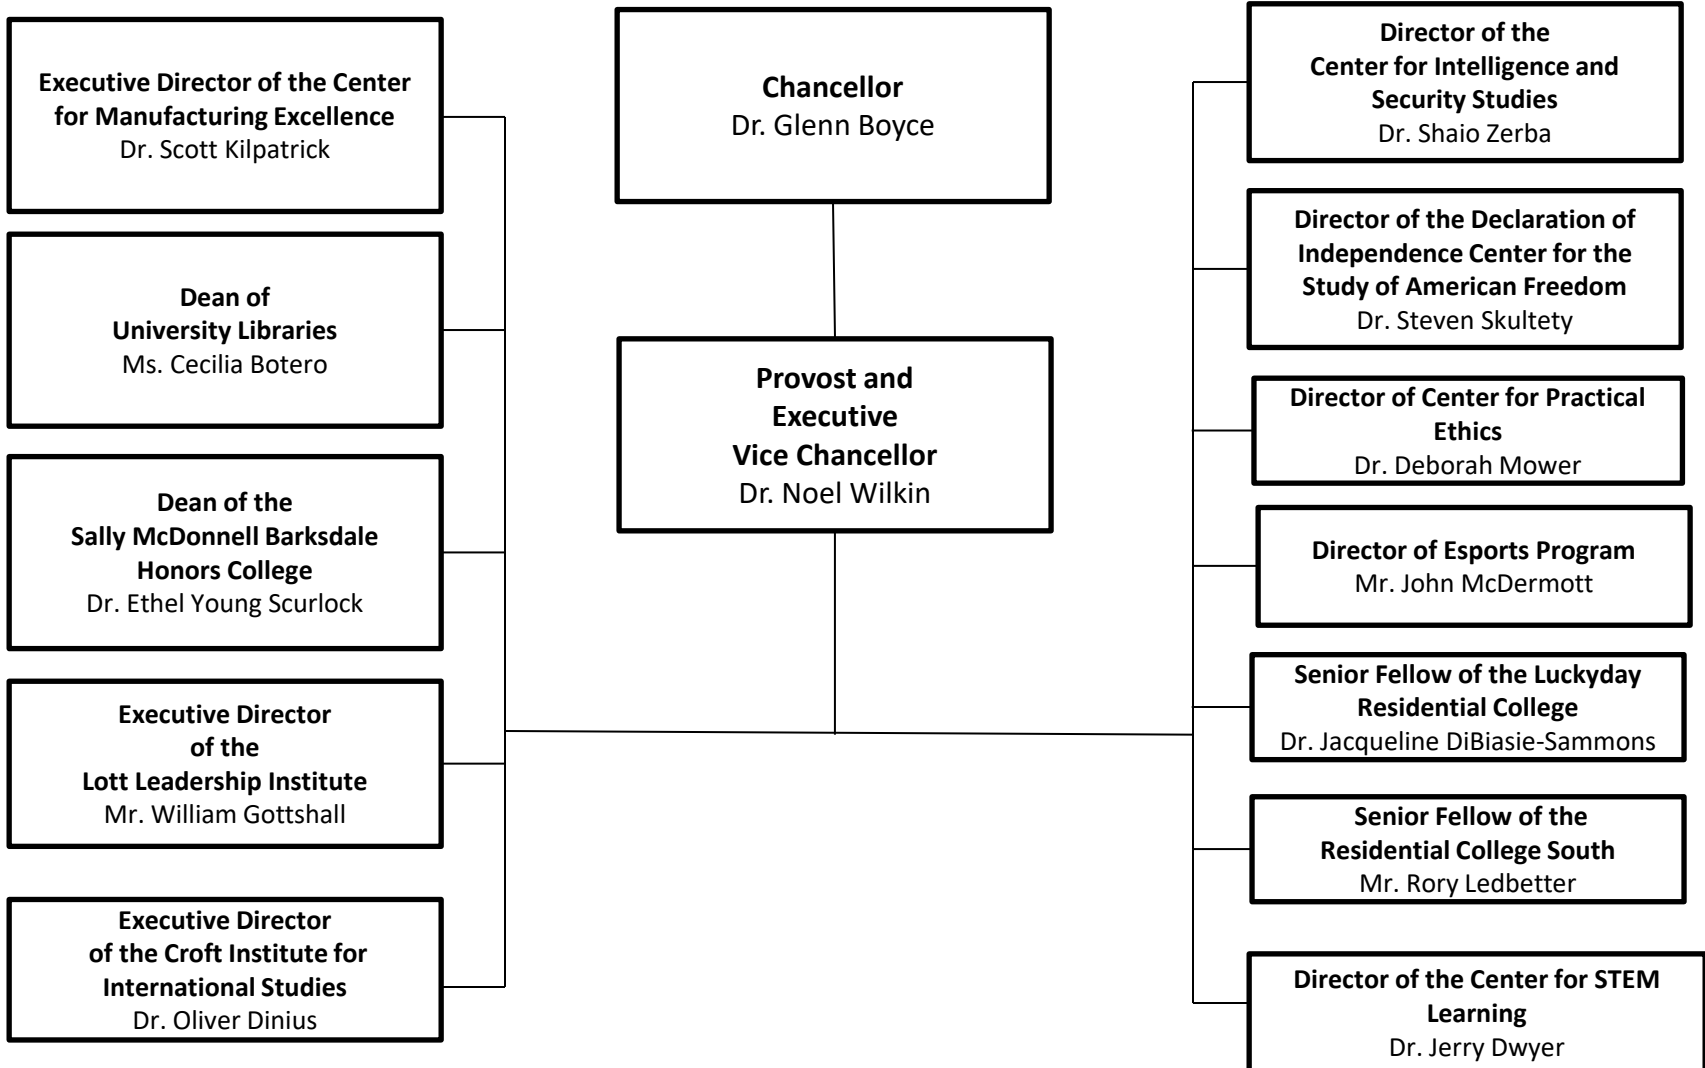 Executive Director of the Center
for Manufacturing Excellence
Dr. Scott Kilpatrick
Dean of
University Libraries
Ms. Cecilia Botero
Dean of the
Sally McDonnell Barksdale
Honors College
Dr. Ethel Young Scurlock
Executive Director
of the
Lott Leadership Institute
Mr. William Gottshall
Executive Director
of the Croft Institute for
International Studies
Dr. Oliver Dinius
Chancellor
Dr. Glenn Boyce
Provost and
Executive
Vice Chancellor
Dr. Noel Wilkin
Director of the
Center for Intelligence and
Security Studies
Dr. Shaio Zerba
Director of the Declaration of
Independence Center for the
Study of American Freedom
Dr. Steven Skultety
Director of Center for Practical
Ethics
Dr. Deborah Mower
Director of Esports Program
Mr. John McDermott
Senior Fellow of the Luckyday
Residential College
Dr. Jacqueline DiBiasie-Sammons
Senior Fellow of the
Residential College South
Mr. Rory Ledbetter
Director of the Center for STEM
Learning
Dr. Jerry Dwyer